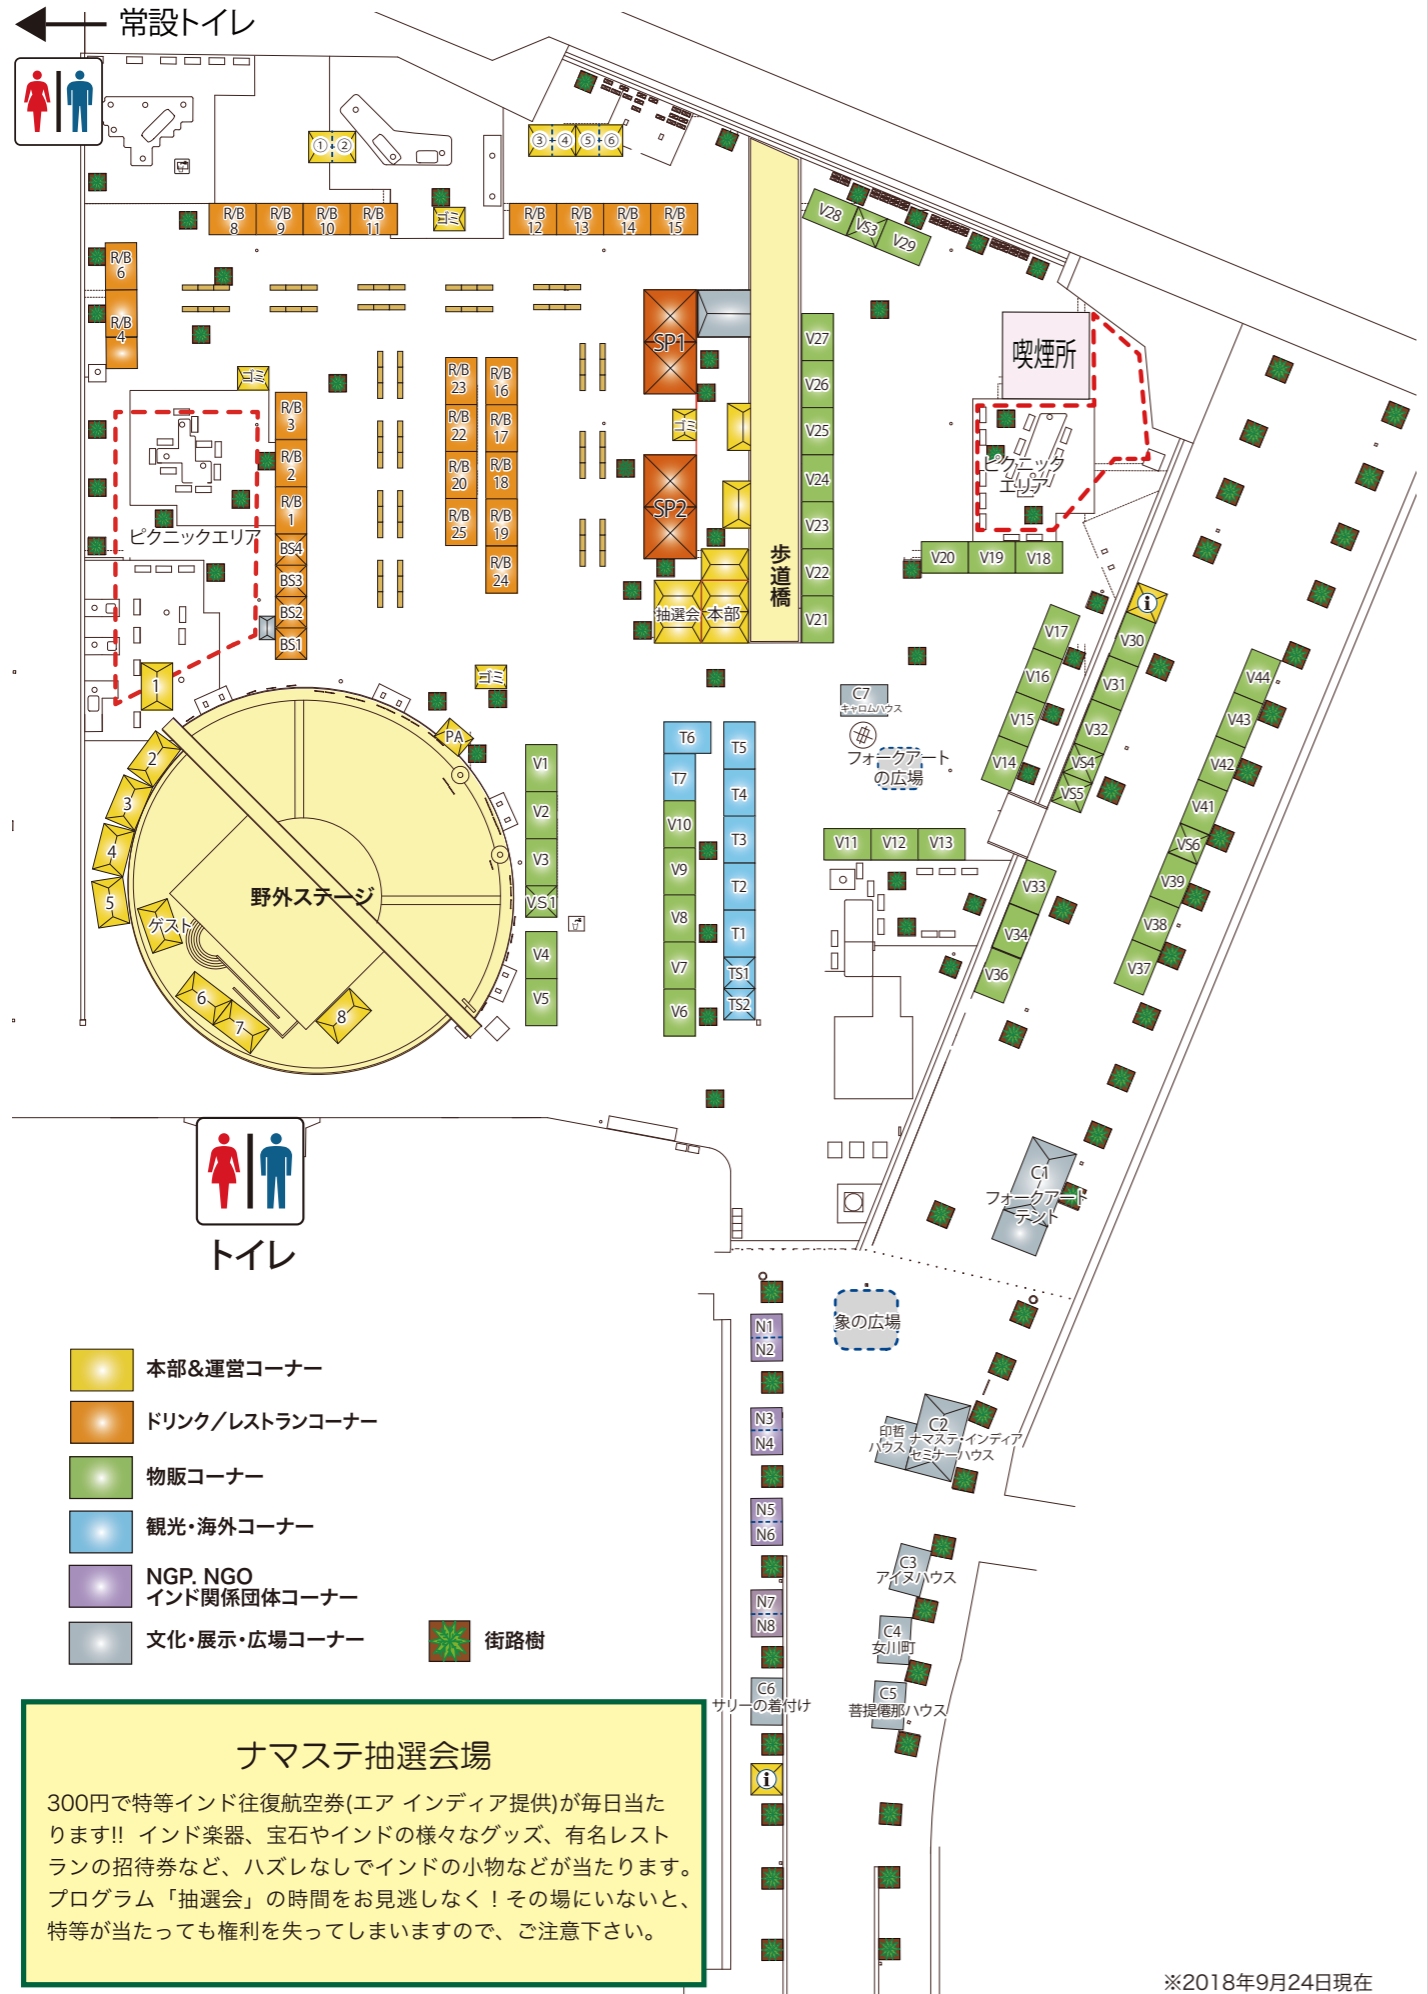 常設トイレ
①
②
③
④
⑤
⑥
R/B
8
R/B
9
R/B
10
R/B
11
ゴミ
R/B
12
R/B
13
R/B
14
R/B
15
V28
VS3
V29
R/B
6
R/B
4
SP1
V27
V26
V25
V24
V23
V22
V21
喫煙所
ゴミ
R/B
3
R/B
2
R/B
1
BS4
BS3
BS2
BS1
R/B
23
R/B
22
R/B
20
R/B
25
R/B
16
R/B
17
R/B
18
R/B
19
R/B
24
ゴミ
SP2
抽選会
本部
歩道橋
ピクニック
エリア
ピクニックエリア
V20
V19
V18
i
V17
V16
V15
V14
V30
V31
V32
VS4
VS5
V44
V43
V42
V41
VS6
V39
V38
V37
1
ゴミ
C7
キャロムハウス
フォークアート
の広場
PA
2
3
4
5
野外ステージ
ゲスト
6
7
8
V1
V2
V3
VS1
V4
V5
T6
T7
V10
V9
V8
V7
V6
T5
T4
T3
T2
T1
TS1
TS2
V11
V12
V13
V33
V34
V36
トイレ
C1
フォークアート
テント
象の広場
N1
N2
N3
N4
N5
N6
N7
N8
C6
サリーの着付け
i
印哲
ハウス
C2
ナマステ・インディア
セミナーハウス
C3
アイヌハウス
C4
女川町
C5
菩提僊那ハウス
本部&運営コーナー
ドリンク／レストランコーナー
物販コーナー
観光・海外コーナー
NGP. NGO
インド関係団体コーナー
文化・展示・広場コーナー
街路樹
ナマステ抽選会場
300円で特等インド往復航空券(エア インディア提供)が毎日当た
ります!! インド楽器、宝石やインドの様々なグッズ、有名レスト
ランの招待券など、ハズレなしでインドの小物などが当たります。
プログラム「抽選会」の時間をお見逃しなく！その場にいないと、
特等が当たっても権利を失ってしまいますので、ご注意下さい。
※2018年9月24日現在